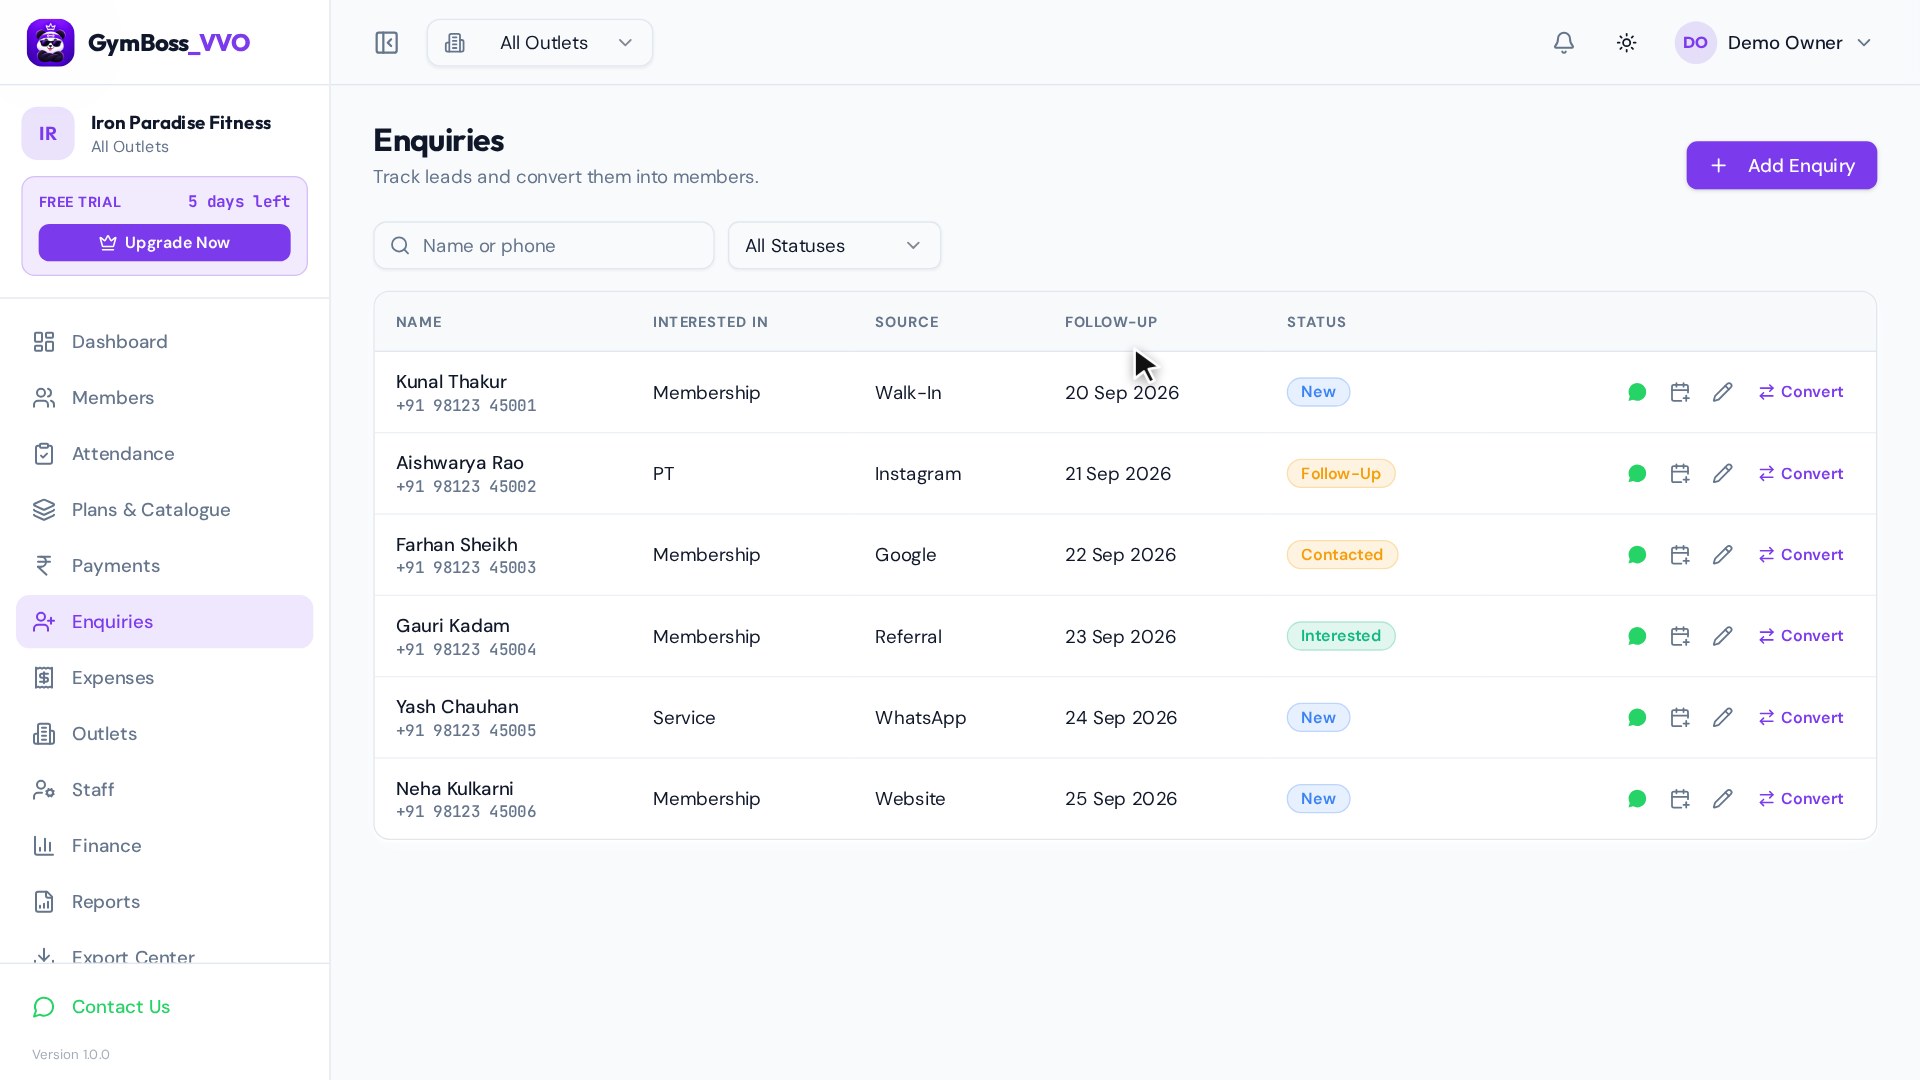 GymBoss_VVO
All Outlets
DO Demo Owner
IR
Iron Paradise Fitness
All Outlets
FREE TRIAL 5 days left
Upgrade Now
Dashboard
Members
Attendance
Plans & Catalogue
Payments
Enquiries
Expenses
Outlets
Staff
Finance
Reports
Export Center
Contact Us
Version 1.0.0
Enquiries
Track leads and convert them into members.
Add Enquiry
Name or phone
All Statuses
NAME INTERESTED IN SOURCE FOLLOW-UP STATUS
Kunal Thakur
+91 98123 45001
Membership Walk-In 20 Sep 2026 New Convert
Aishwarya Rao
+91 98123 45002
PT Instagram 21 Sep 2026 Follow-Up Convert
Farhan Sheikh
+91 98123 45003
Membership Google 22 Sep 2026 Contacted Convert
Gauri Kadam
+91 98123 45004
Membership Referral 23 Sep 2026 Interested Convert
Yash Chauhan
+91 98123 45005
Service WhatsApp 24 Sep 2026 New Convert
Neha Kulkarni
+91 98123 45006
Membership Website 25 Sep 2026 New Convert